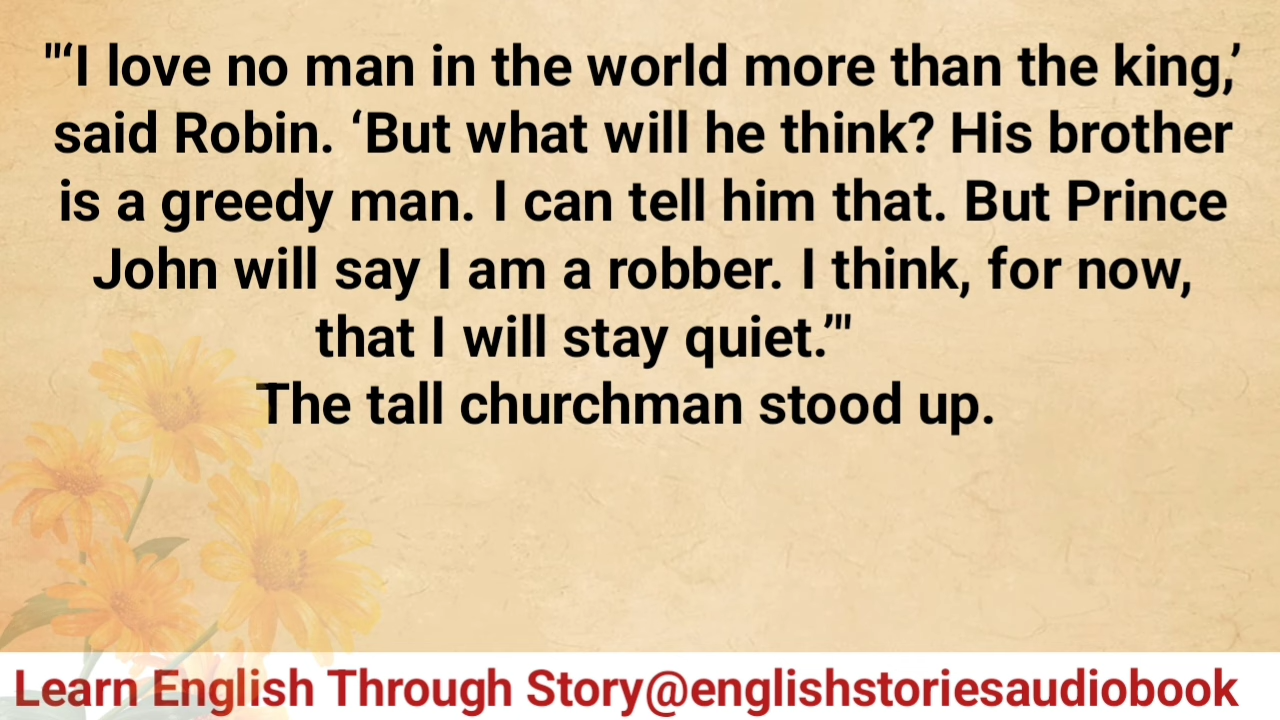 "‘I love no man in the world more than the king,’
said Robin. ‘But what will he think? His brother
is a greedy man. I can tell him that. But Prince
John will say I am a robber. I think, for now,
that I will stay quiet.’"
The tall churchman stood up.
Learn English Through Story@englishstoriesaudiobook